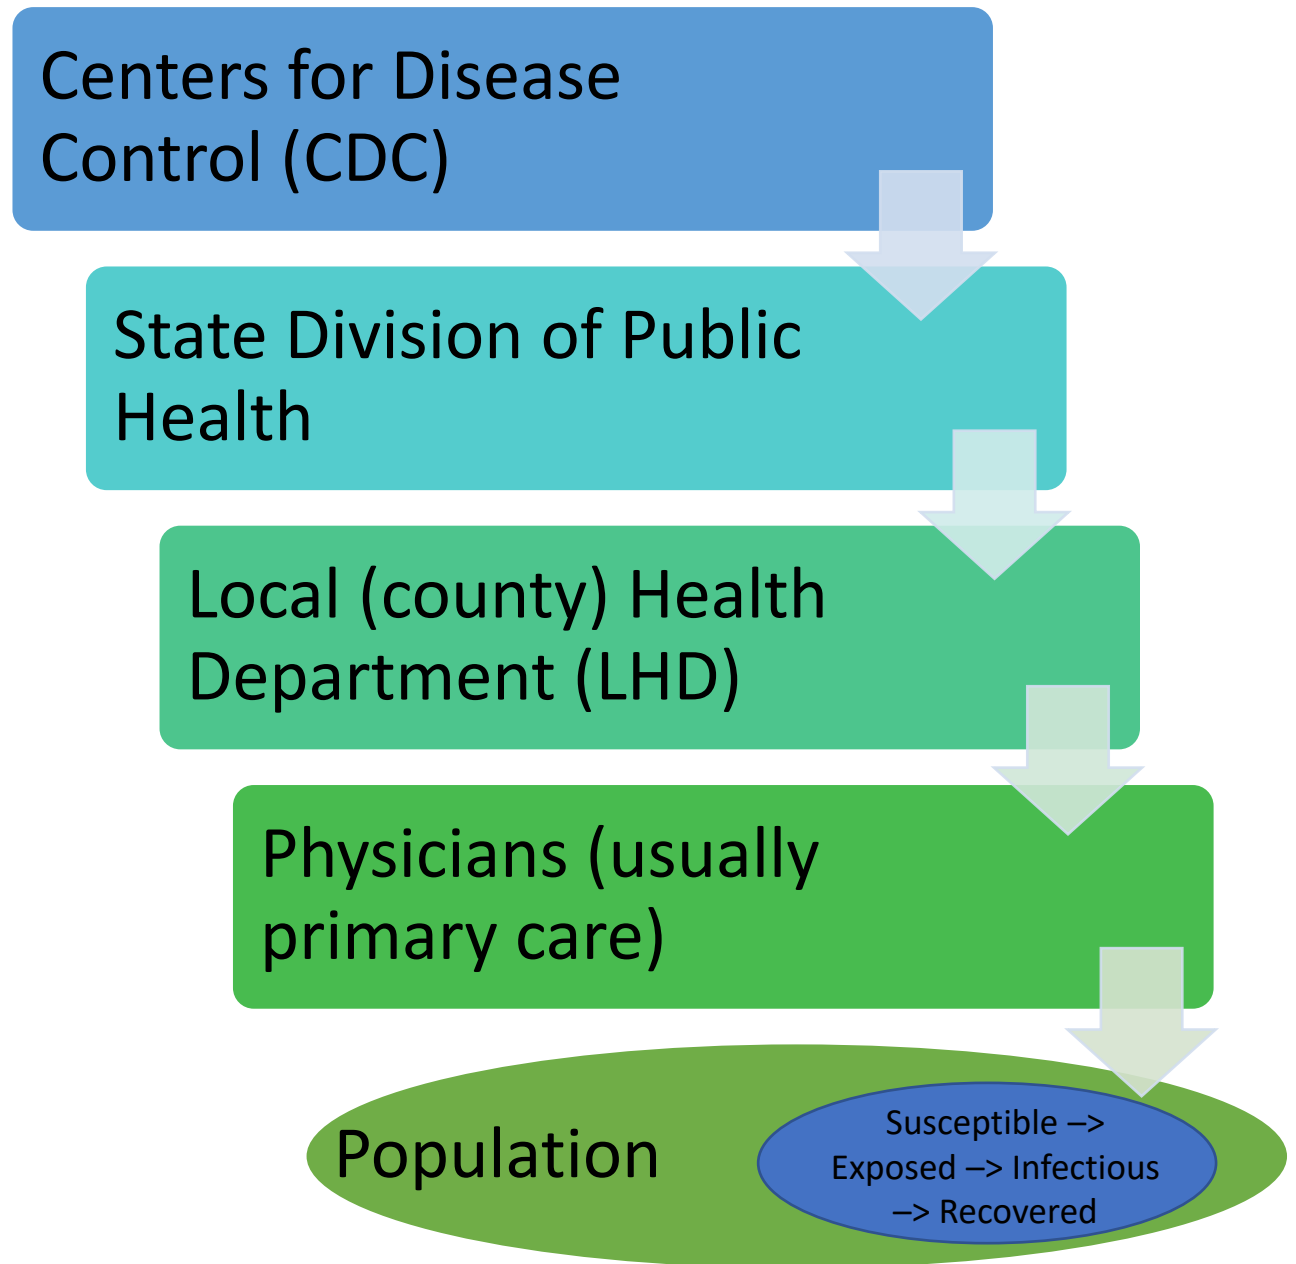 Centers for Disease
Control (CDC)
State Division of Public
Health
Local (county) Health
Department (LHD)
Physicians (usually
primary care)
Population
Susceptible –>
Exposed –> Infectious
–> Recovered